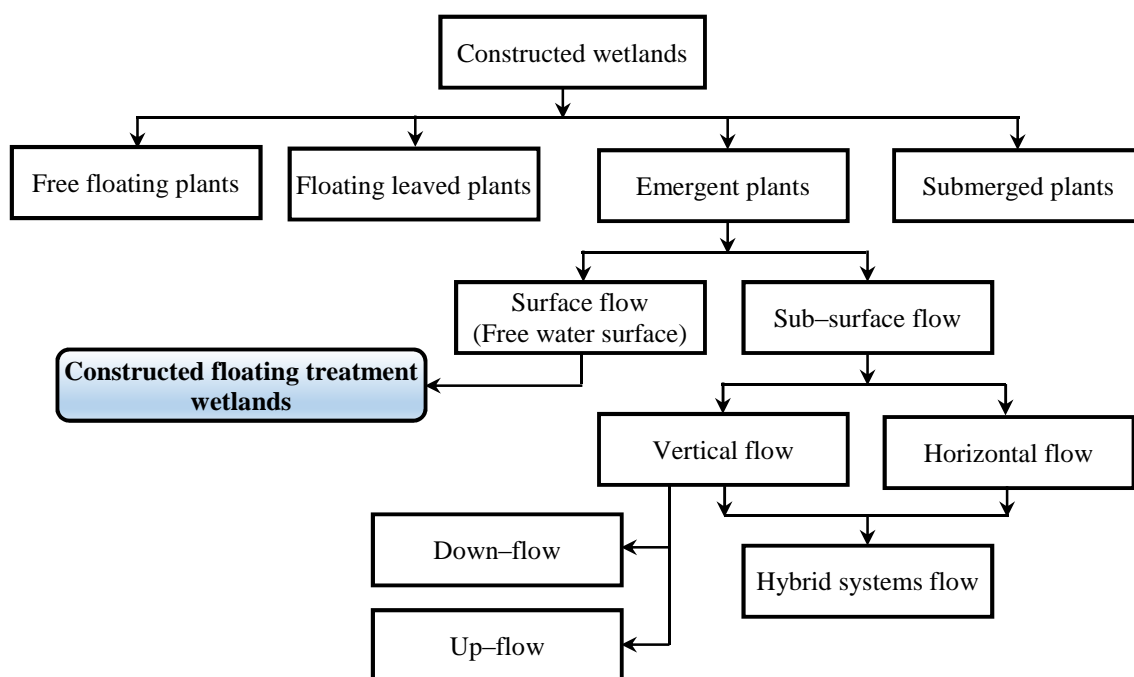 Constructed wetlands
Free floating plants
Floating leaved plants
Emergent plants
Submerged plants
Surface flow
(Free water surface)
Sub–surface flow
Constructed floating treatment
wetlands
Vertical flow
Horizontal flow
Down–flow
Hybrid systems flow
Up–flow